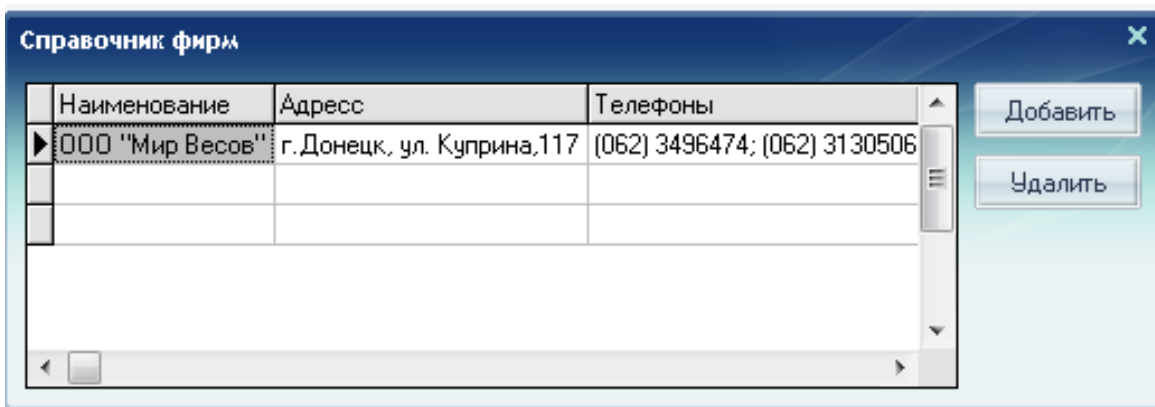 Справочник фирм
Наименование Адресс Телефоны
Добавить
ООО "Мир Весов" г.Донецк, ул. Куприна,117 (062) 3496474; (062) 3130506
Удалить